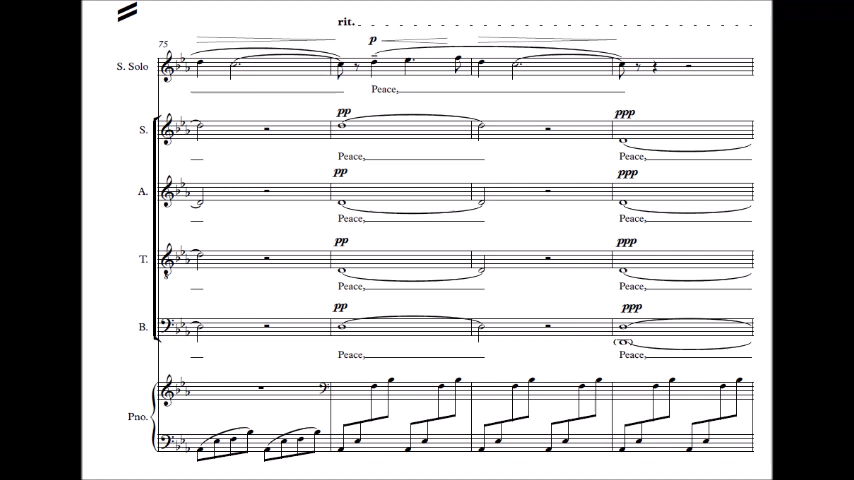 rit.
75
p
S. Solo
Peace,
pp ppp
S.
Peace, Peace,
pp ppp
A.
Peace, Peace,
pp ppp
T.
8
Peace, Peace,
pp ppp
B.
Peace, Peace,
Pno.